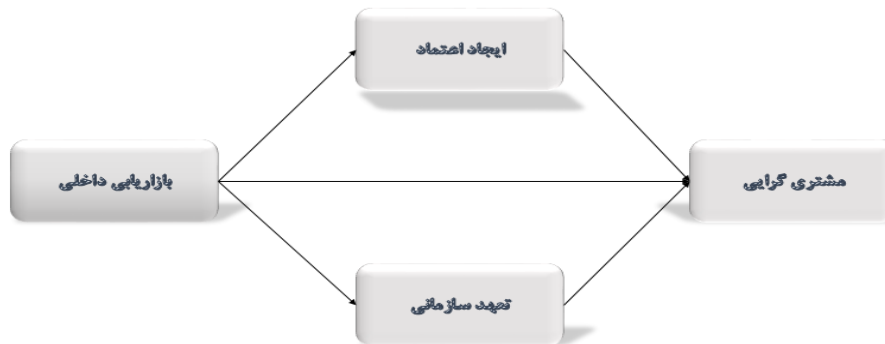 ایجاد اعتماد
مشتری گرایی
بازاریابی داخلی
تعهد سازمانی